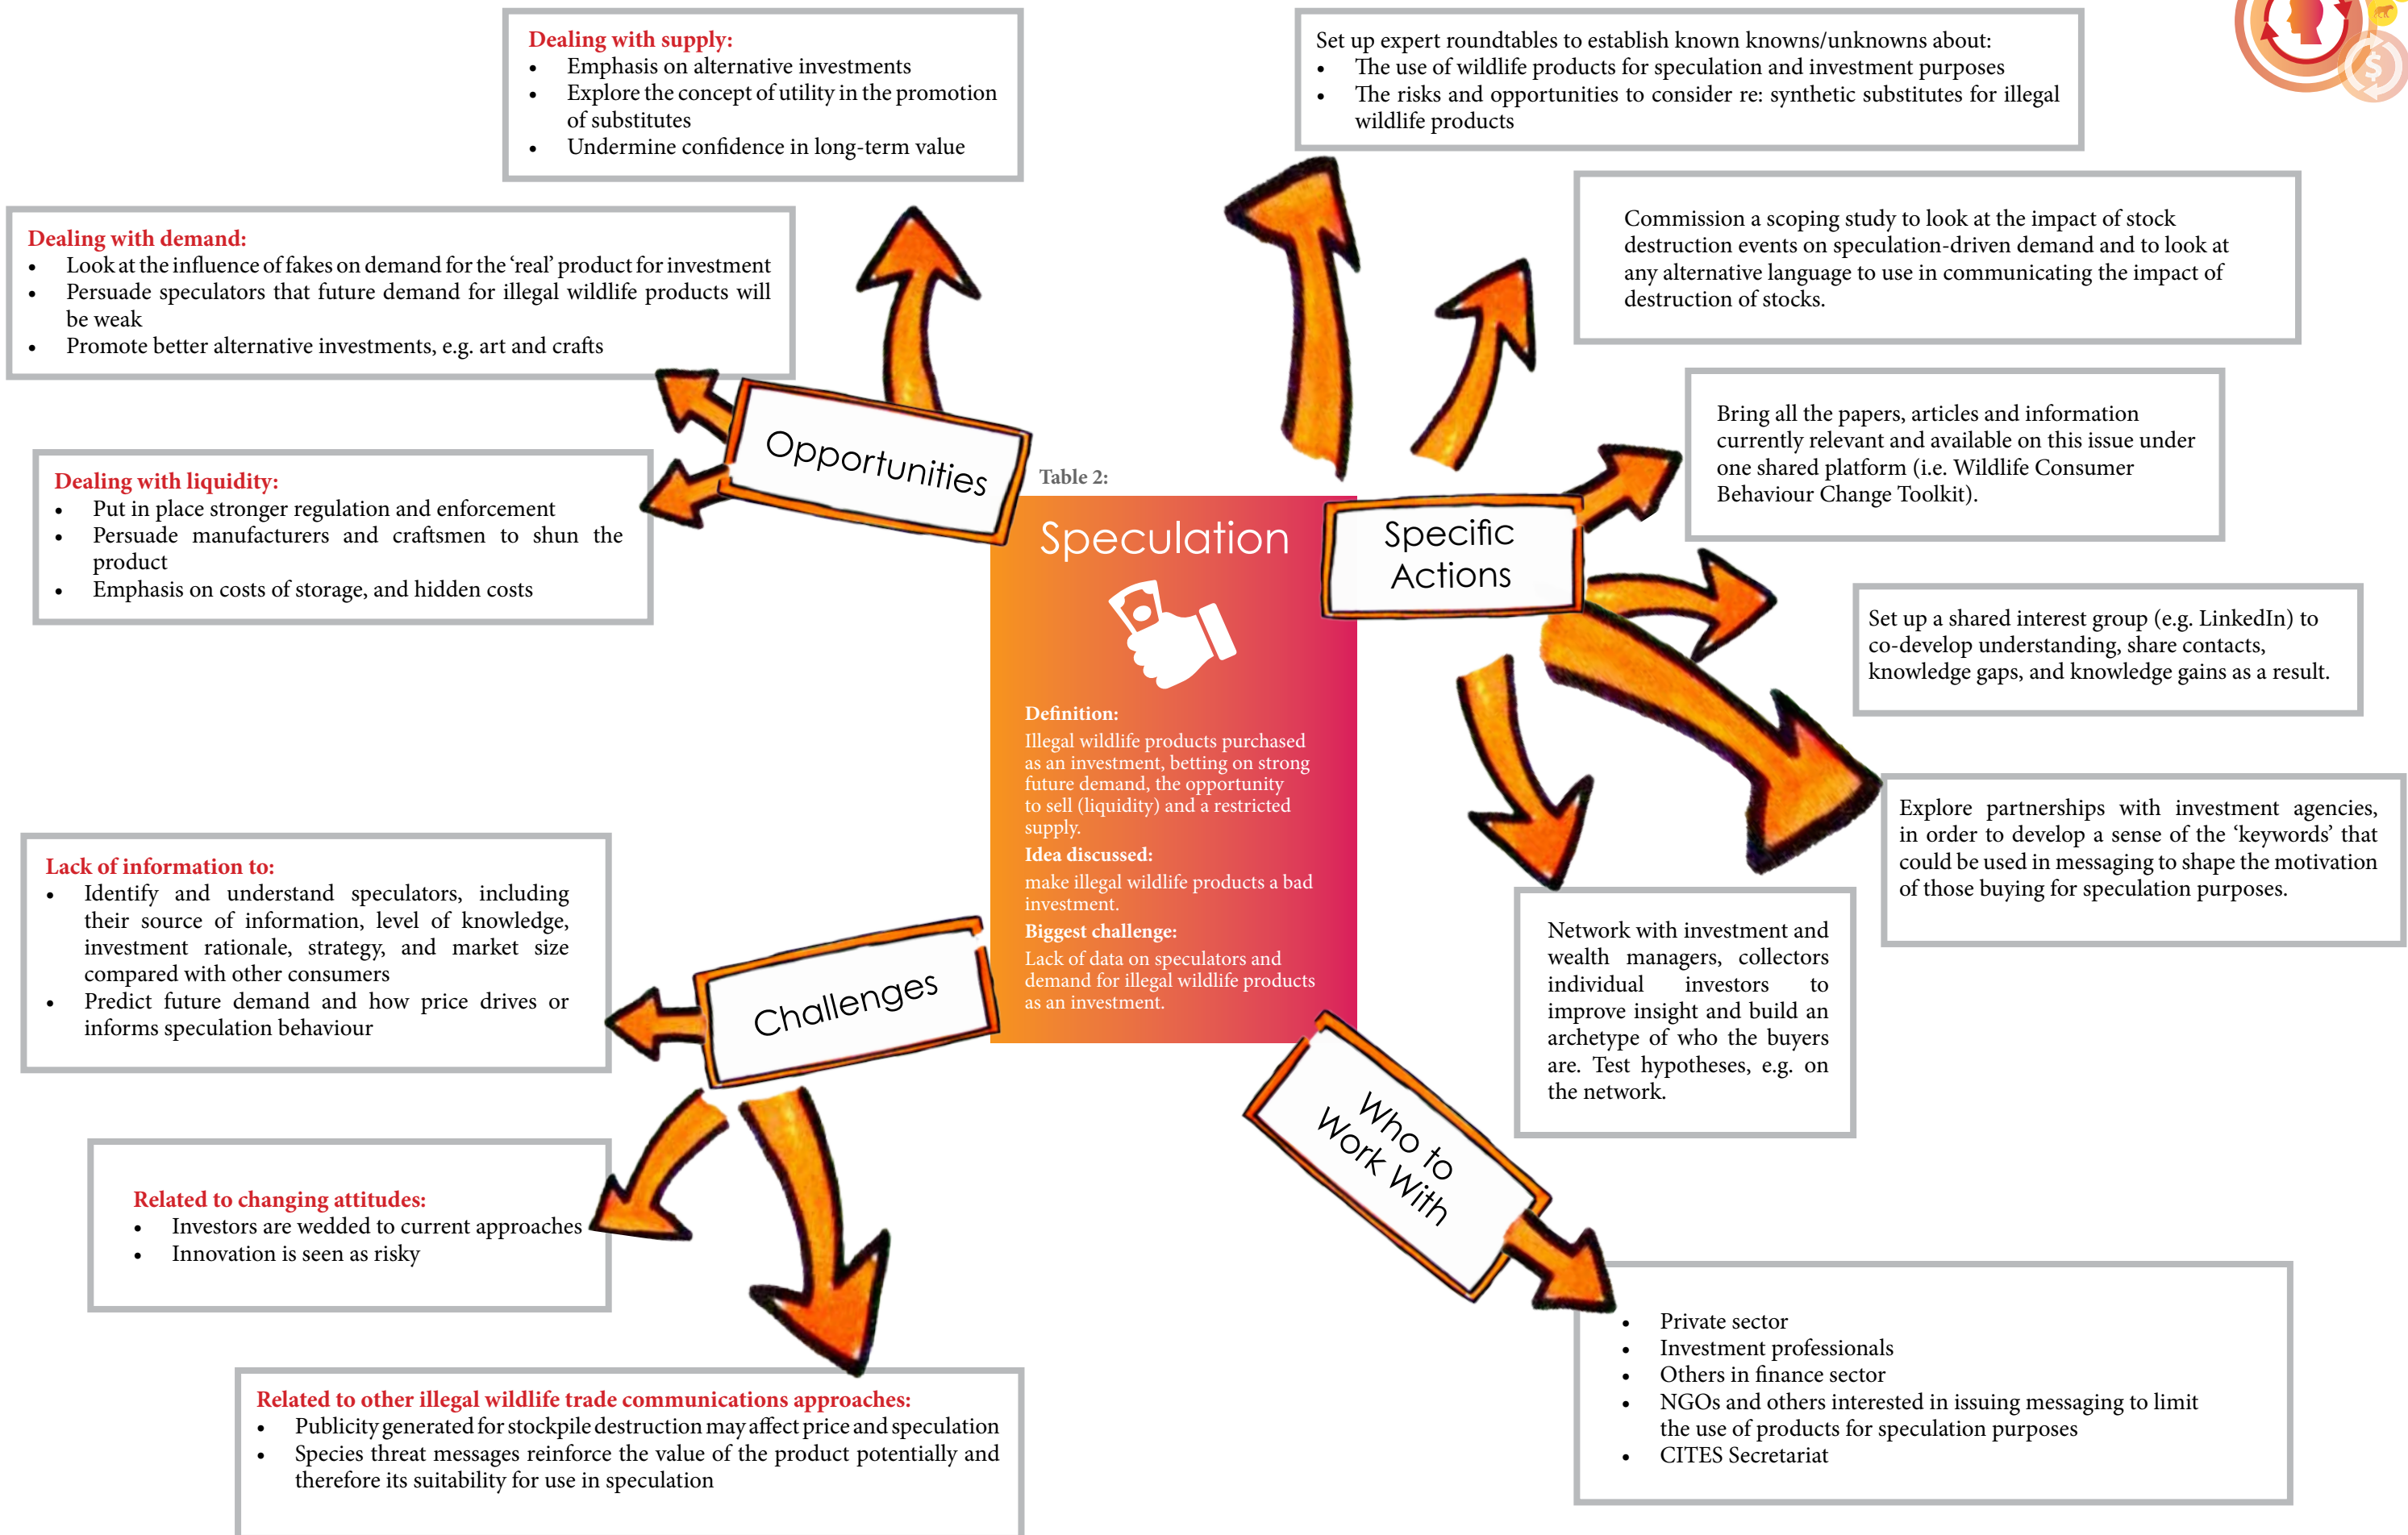 Dealing with supply:
• Emphasis on alternative investments
• Explore the concept of utility in the promotion
of substitutes
• Undermine confidence in long-term value
Dealing with demand:
• Look at the influence of fakes on demand for the ‘real’ product for investment
• Persuade speculators that future demand for illegal wildlife products will
be weak
• Promote better alternative investments, e.g. art and crafts
Dealing with liquidity:
• Put in place stronger regulation and enforcement
• Persuade manufacturers and craftsmen to shun the
product
• Emphasis on costs of storage, and hidden costs
Opportunities
Table 2:
Speculation
Definition:
Illegal wildlife products purchased
as an investment, betting on strong
future demand, the opportunity
to sell (liquidity) and a restricted
supply.
Idea discussed:
make illegal wildlife products a bad
investment.
Biggest challenge:
Lack of data on speculators and
demand for illegal wildlife products
as an investment.
Specific
Actions
Set up expert roundtables to establish known knowns/unknowns about:
• The use of wildlife products for speculation and investment purposes
• The risks and opportunities to consider re: synthetic substitutes for illegal
wildlife products
$
Commission a scoping study to look at the impact of stock
destruction events on speculation-driven demand and to look at
any alternative language to use in communicating the impact of
destruction of stocks.
Bring all the papers, articles and information
currently relevant and available on this issue under
one shared platform (i.e. Wildlife Consumer
Behaviour Change Toolkit).
Set up a shared interest group (e.g. LinkedIn) to
co-develop understanding, share contacts,
knowledge gaps, and knowledge gains as a result.
Explore partnerships with investment agencies,
in order to develop a sense of the ‘keywords’ that
could be used in messaging to shape the motivation
of those buying for speculation purposes.
Network with investment and
wealth managers, collectors
individual investors to
improve insight and build an
archetype of who the buyers
are. Test hypotheses, e.g. on
the network.
Challenges
Lack of information to:
• Identify and understand speculators, including
their source of information, level of knowledge,
investment rationale, strategy, and market size
compared with other consumers
• Predict future demand and how price drives or
informs speculation behaviour
Related to changing attitudes:
• Investors are wedded to current approaches
• Innovation is seen as risky
Related to other illegal wildlife trade communications approaches:
• Publicity generated for stockpile destruction may affect price and speculation
• Species threat messages reinforce the value of the product potentially and
therefore its suitability for use in speculation
Who to
Work With
• Private sector
• Investment professionals
• Others in finance sector
• NGOs and others interested in issuing messaging to limit
the use of products for speculation purposes
• CITES Secretariat